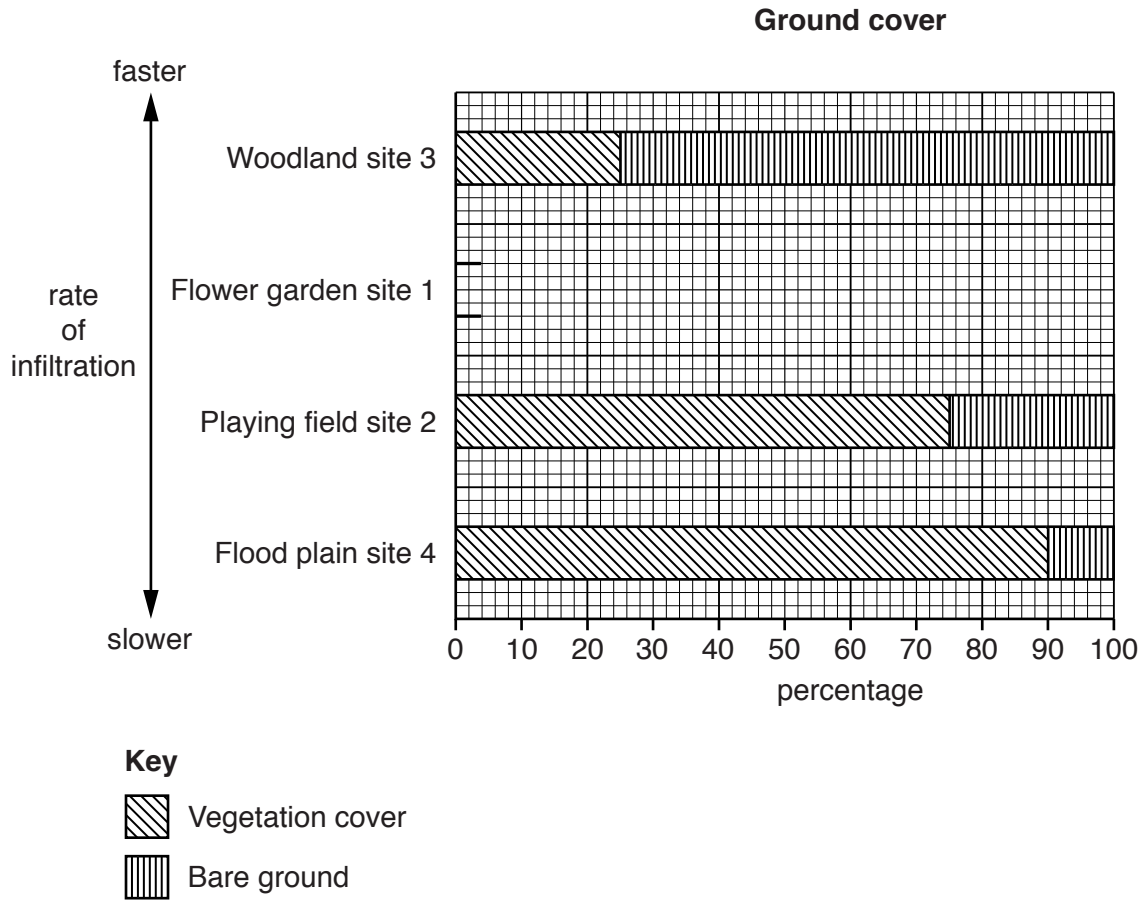 Ground cover
faster
Woodland site 3
Flower garden site 1
rate
of
infiltration
Playing field site 2
Flood plain site 4
slower
0 10 20 30 40 50 60 70 80 90 100
percentage
Key
Vegetation cover
Bare ground